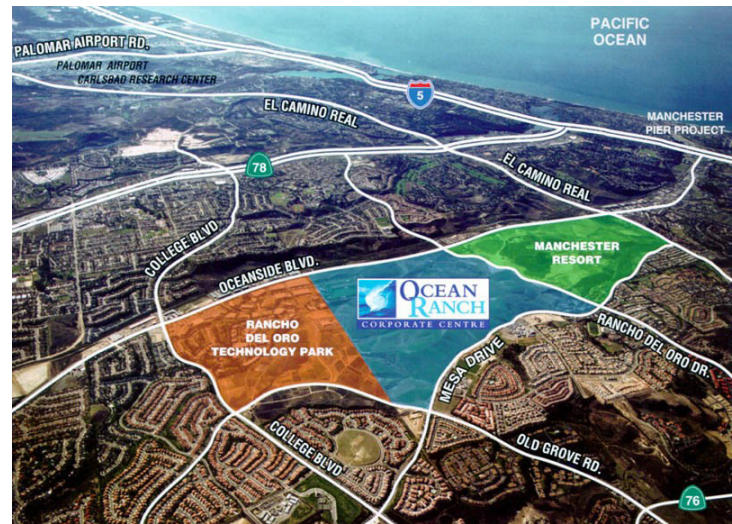 PACIFIC
OCEAN
PALOMAR AIRPORT RD.
PALOMAR AIRPORT
CARLSBAD RESEARCH CENTER
5
EL CAMINO REAL
MANCHESTER
PIER PROJECT
78
EL CAMINO REAL
COLLEGE BLVD.
OCEANSIDE BLVD.
MANCHESTER
RESORT
OCEAN
RANCH
CORPORATE CENTRE
RANCHO
DEL ORO
TECHNOLOGY PARK
RANCHO DEL ORO DR.
MESA DRIVE
COLLEGE BLVD.
OLD GROVE RD.
76